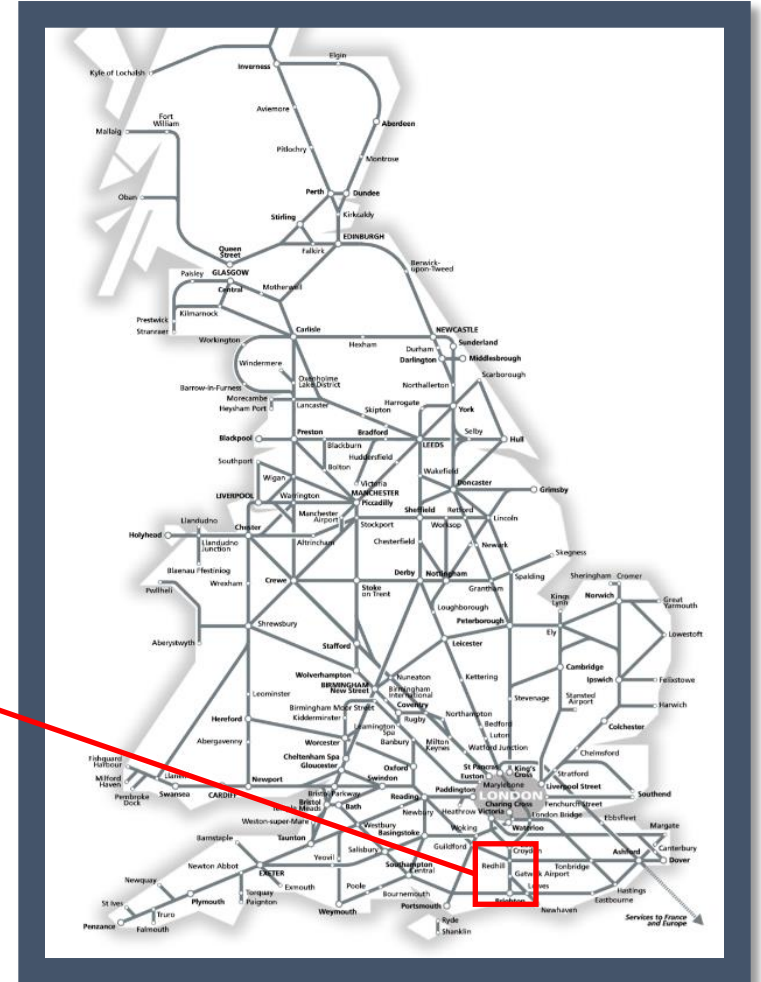 Elgin
Inverness
Kyle of Lochalsh
Aviemore
Fort
William
Aberdeen
Mallaig
Pitlochry
Montrose
Perth
Dundee
Oban
Stirling
Kirkcaldy
EDINBURGH
Queen
Street
Falkirk
Berwick-
upon-Tweed
Paisley
GLASGOW
Central
Motherwell
Prestwick
Kilmarnock
Stranraer
Carlisle
NEWCASTLE
Workington
Hexham
Durham
Sunderland
Darlington
Middlesbrough
Windermere
Scarborough
Oxenholme
Lake District
Barrow-in-Furness
Northallerton
Morecambe
Lancaster
Harrogate
York
Heysham Port
Skipton
Blackpool
Preston
Bradford
Selby
Blackburn
LEEDS
Hull
Southport
Huddersfield
Bolton
Wakefield
Wigan
Victoria
Doncaster
LIVERPOOL
Warrington
MANCHESTER
Piccadilly
Grimsby
Manchester
Airport
Sheffield
Retford
Llandudno
Lincoln
Holyhead
Chester
Stockport
Worksop
Llandudno
Junction
Altrincham
Chesterfield
Newark
Skegness
Blaenau Ffestiniog
Derby
Nottingham
Pwllheli
Wrexham
Crewe
Stoke
on Trent
Grantham
Spalding
Sheringham
Cromer
Kings
Lynn
Norwich
Great
Yarmouth
Loughborough
Shrewsbury
Peterborough
Aberystwyth
Stafford
Leicester
Ely
Lowestoft
Wolverhampton
BIRMINGHAM
New Street
Nuneaton
Birmingham
International
Kettering
Cambridge
Ipswich
Felixstowe
Leominster
Birmingham Moor Street
Coventry
Stevenage
Stansted
Airport
Harwich
Hereford
Kidderminster
Rugby
Northampton
Leamington
Spa
Bedford
Colchester
Abergavenny
Worcester
Banbury
Milton
Keynes
Luton
Watford Junction
Chelmsford
Cheltenham Spa
Gloucester
Oxford
St Pancras
King's
Cross
Fishguard
Harbour
Euston
Stratford
Milford
Haven
Newport
Bristol Parkway
Swindon
Marylebone
Liverpool Street
Pembroke
Dock
Swansea
CARDIFF
Bristol
Temple Meads
Bath
Reading
Paddington
LONDON
Southend
Charing Cross
Fenchurch Street
Weston-super-Mare
Newbury
Heathrow
Victoria
London Bridge
Ebbsfleet
Westbury
Basingstoke
Woking
Waterloo
Margate
Barnstaple
Taunton
Salisbury
Guildford
Croydon
Canterbury
Newton Abbot
Yeovil
Southampton
Central
Redhill
Tonbridge
Ashford
Dover
EXETER
Gatwick Airport
Newquay
Exmouth
Poole
Lewes
Hastings
St Ives
Plymouth
Torquay
Paignton
Bournemouth
Portsmouth
Brighton
Eastbourne
Newhaven
Truro
Weymouth
Penzance
Falmouth
Ryde
Shanklin
Services to France
and Europe